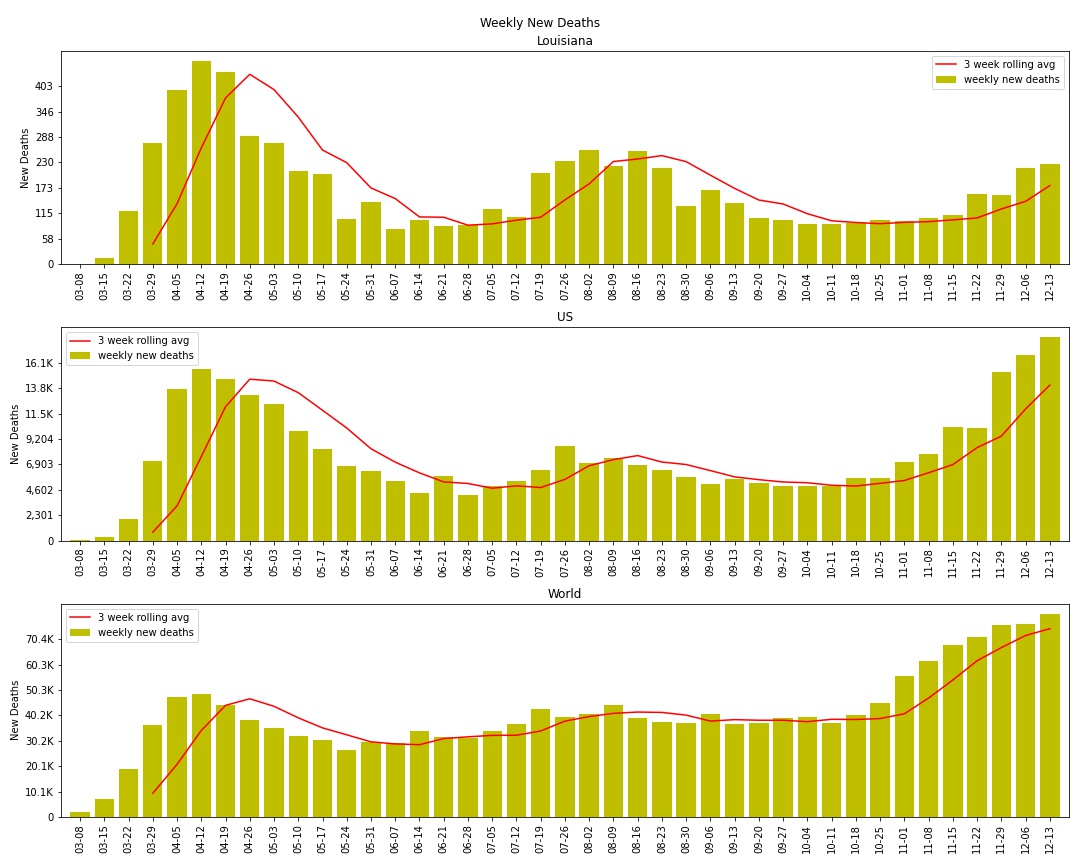 Weekly New Deaths
Louisiana
3 week rolling avg
weekly new deaths
New Deaths
403
346
288
230
173
115
58
0
03-08 03-15 03-22 03-29 04-05 04-12 04-19 04-26 05-03 05-10 05-17 05-24 05-31 06-07 06-14 06-21 06-28 07-05 07-12 07-19 07-26 08-02 08-09 08-16 08-23 08-30 09-06 09-13 09-20 09-27 10-04 10-11 10-18 10-25 11-01 11-08 11-15 11-22 11-29 12-06 12-13
US
3 week rolling avg
weekly new deaths
New Deaths
16.1K
13.8K
11.5K
9,204
6,903
4,602
2,301
0
03-08 03-15 03-22 03-29 04-05 04-12 04-19 04-26 05-03 05-10 05-17 05-24 05-31 06-07 06-14 06-21 06-28 07-05 07-12 07-19 07-26 08-02 08-09 08-16 08-23 08-30 09-06 09-13 09-20 09-27 10-04 10-11 10-18 10-25 11-01 11-08 11-15 11-22 11-29 12-06 12-13
World
3 week rolling avg
weekly new deaths
New Deaths
70.4K
60.3K
50.3K
40.2K
30.2K
20.1K
10.1K
0
03-08 03-15 03-22 03-29 04-05 04-12 04-19 04-26 05-03 05-10 05-17 05-24 05-31 06-07 06-14 06-21 06-28 07-05 07-12 07-19 07-26 08-02 08-09 08-16 08-23 08-30 09-06 09-13 09-20 09-27 10-04 10-11 10-18 10-25 11-01 11-08 11-15 11-22 11-29 12-06 12-13